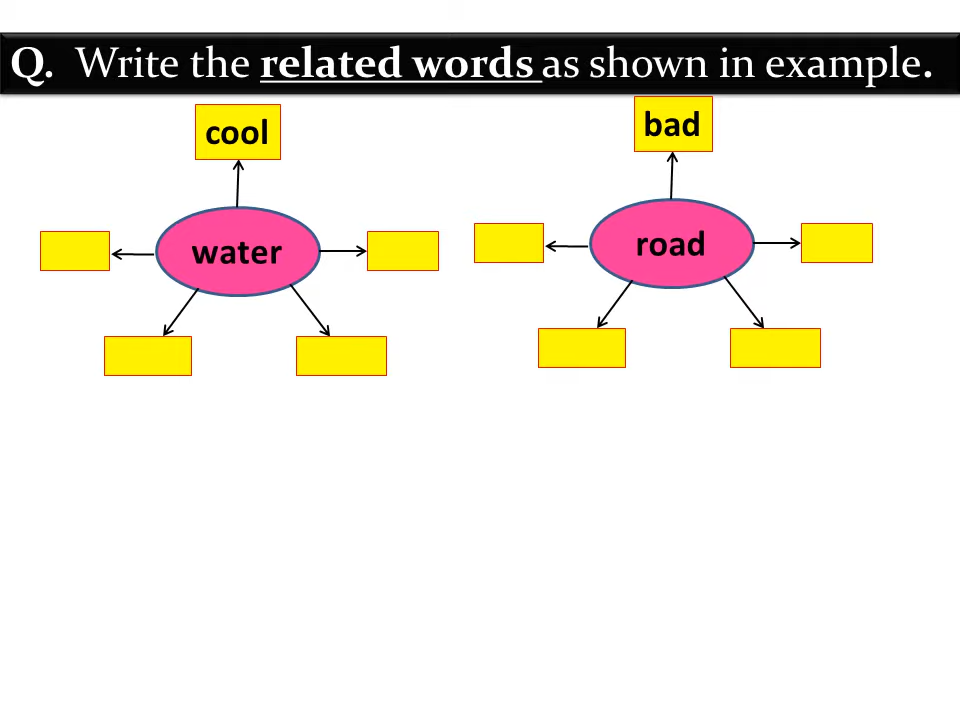 Q. Write the related words as shown in example.
cool
water
bad
road